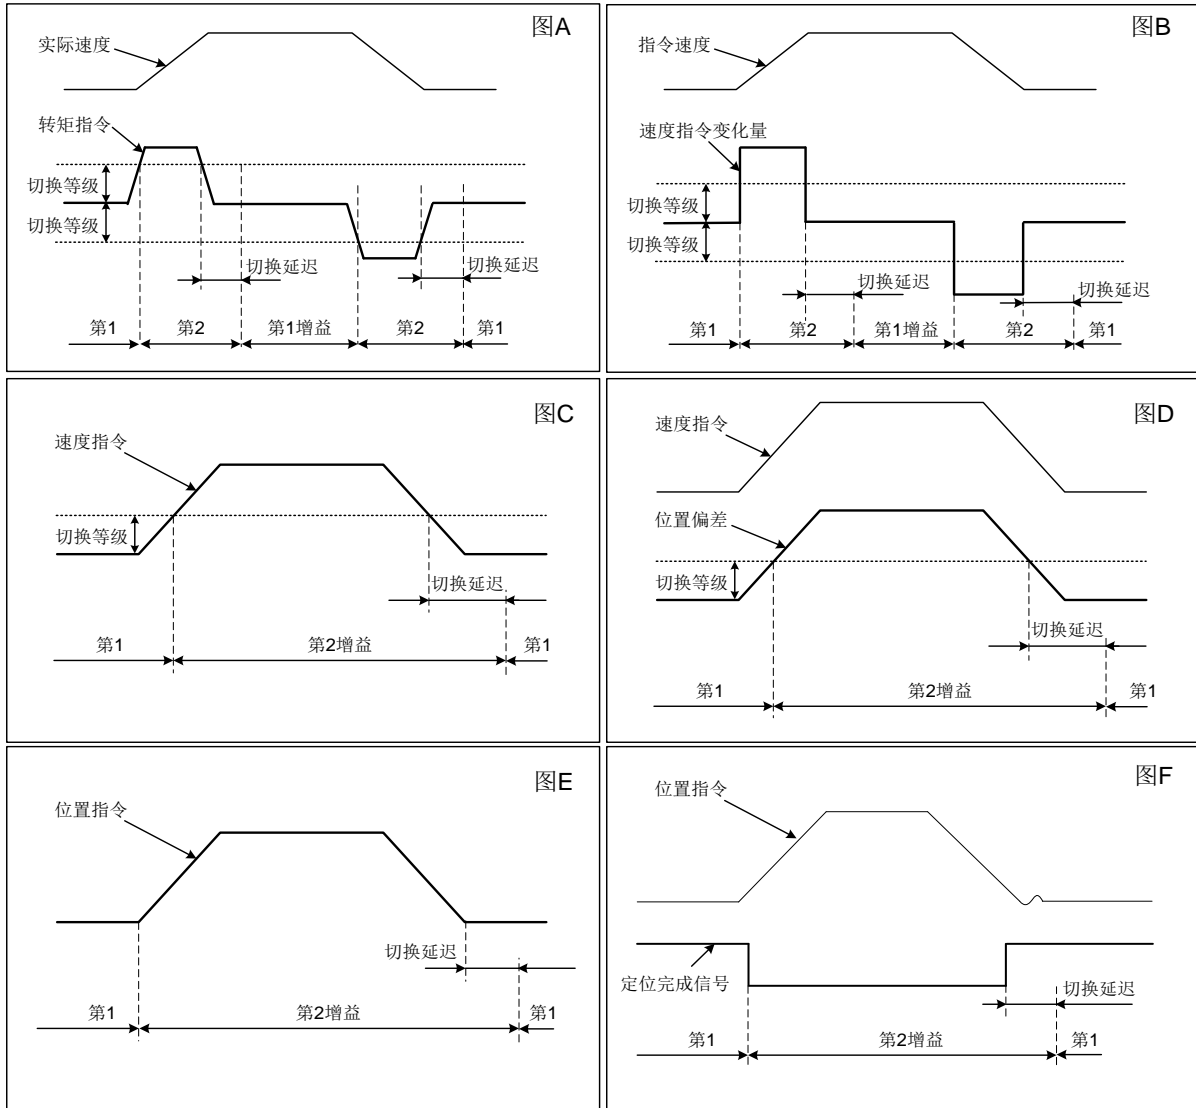 图A
实际速度
转矩指令
切换等级
切换等级
切换延迟
切换延迟
第1
第2
第1增益
第2
第1
图B
指令速度
速度指令变化量
切换等级
切换等级
切换延迟
切换延迟
第1
第2
第1增益
第2
第1
图C
速度指令
切换等级
切换延迟
第1
第2增益
第1
图D
速度指令
位置偏差
切换等级
切换延迟
第1
第2增益
第1
图E
位置指令
切换延迟
第1
第2增益
第1
图F
位置指令
定位完成信号
切换延迟
第1
第2增益
第1